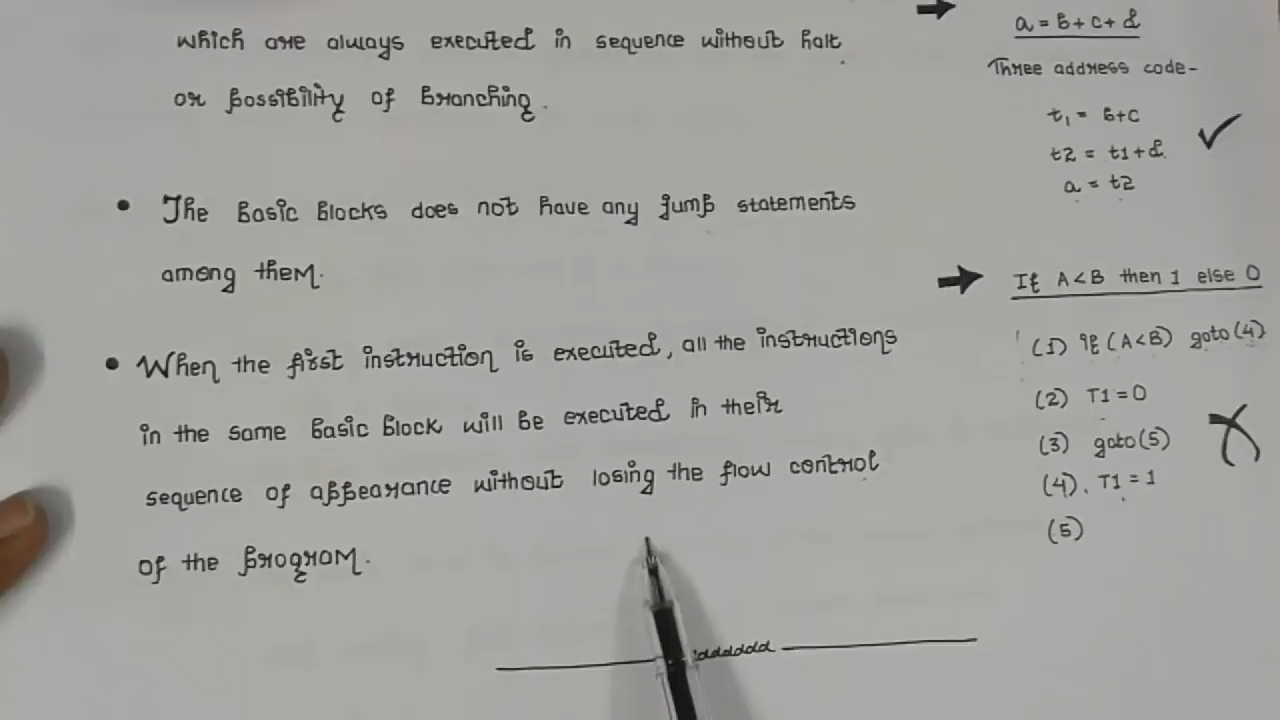 which are always executed in sequence without halt
or possibility of branching.
• The basic blocks does not have any jump statements
among them.
• When the first instruction is executed, all the instructions
in the same basic block will be executed in their
sequence of appearance without losing the flow control
of the program.
→ a = b + c + d
Three address code-
t1 = b+c
t2 = t1+d
a = t2
→ If A<B then 1 else 0
(1) if (A<B) goto(4)
(2) T1=0
(3) goto(5)
(4). T1 = 1
(5)